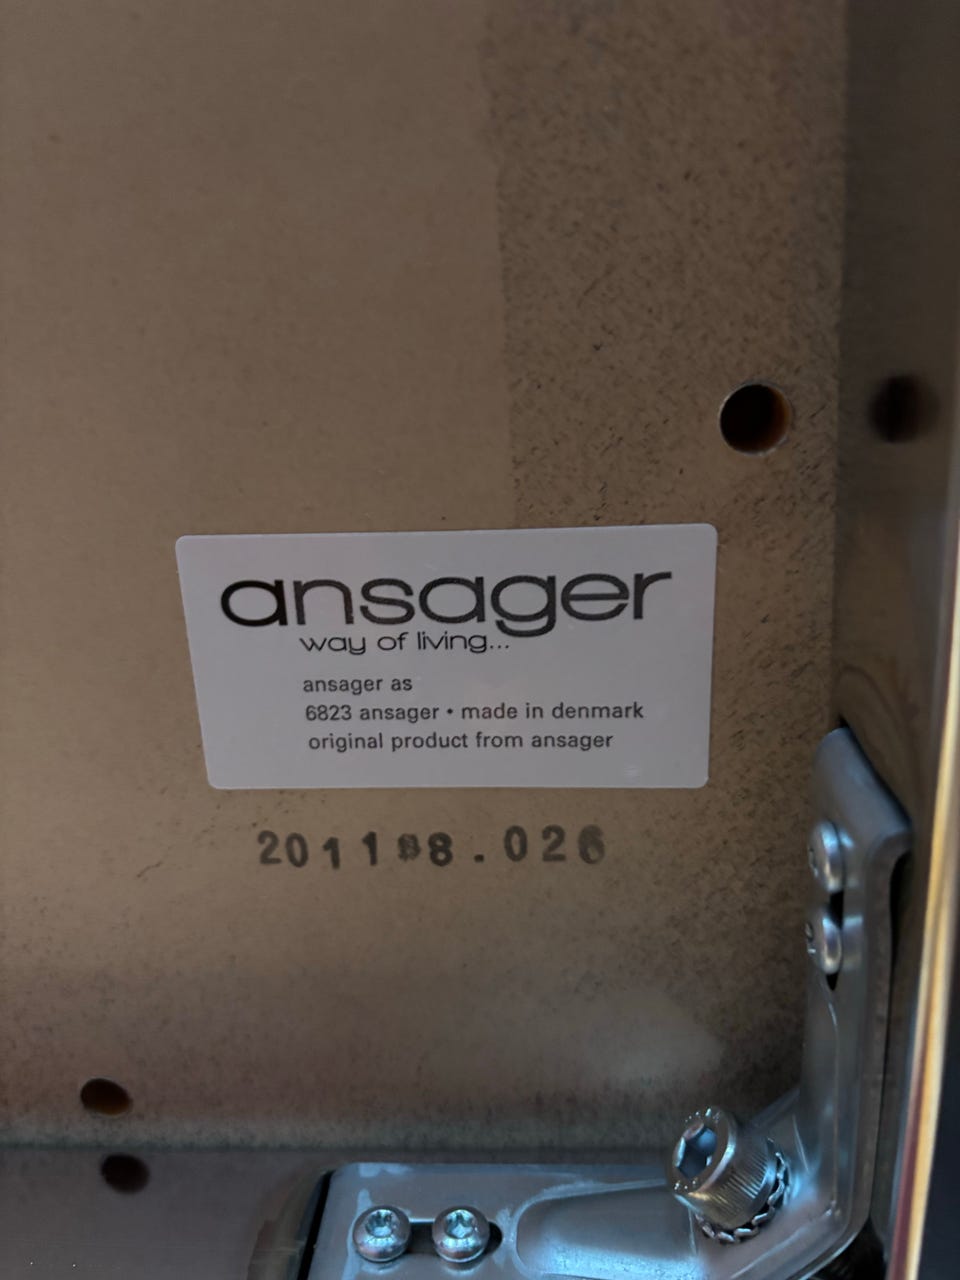 ansager
way of living...
ansager as
6823 ansager • made in denmark
original product from ansager